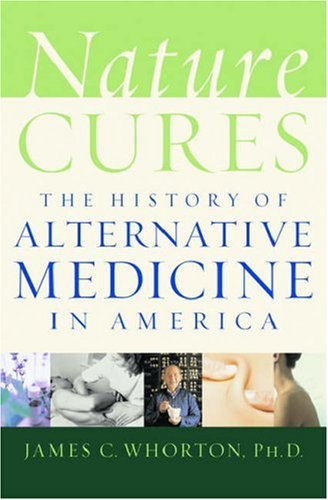 Nature
CURES
THE HISTORY OF
ALTERNATIVE
MEDICINE
IN AMERICA
JAMES C. WHORTON, PH.D.